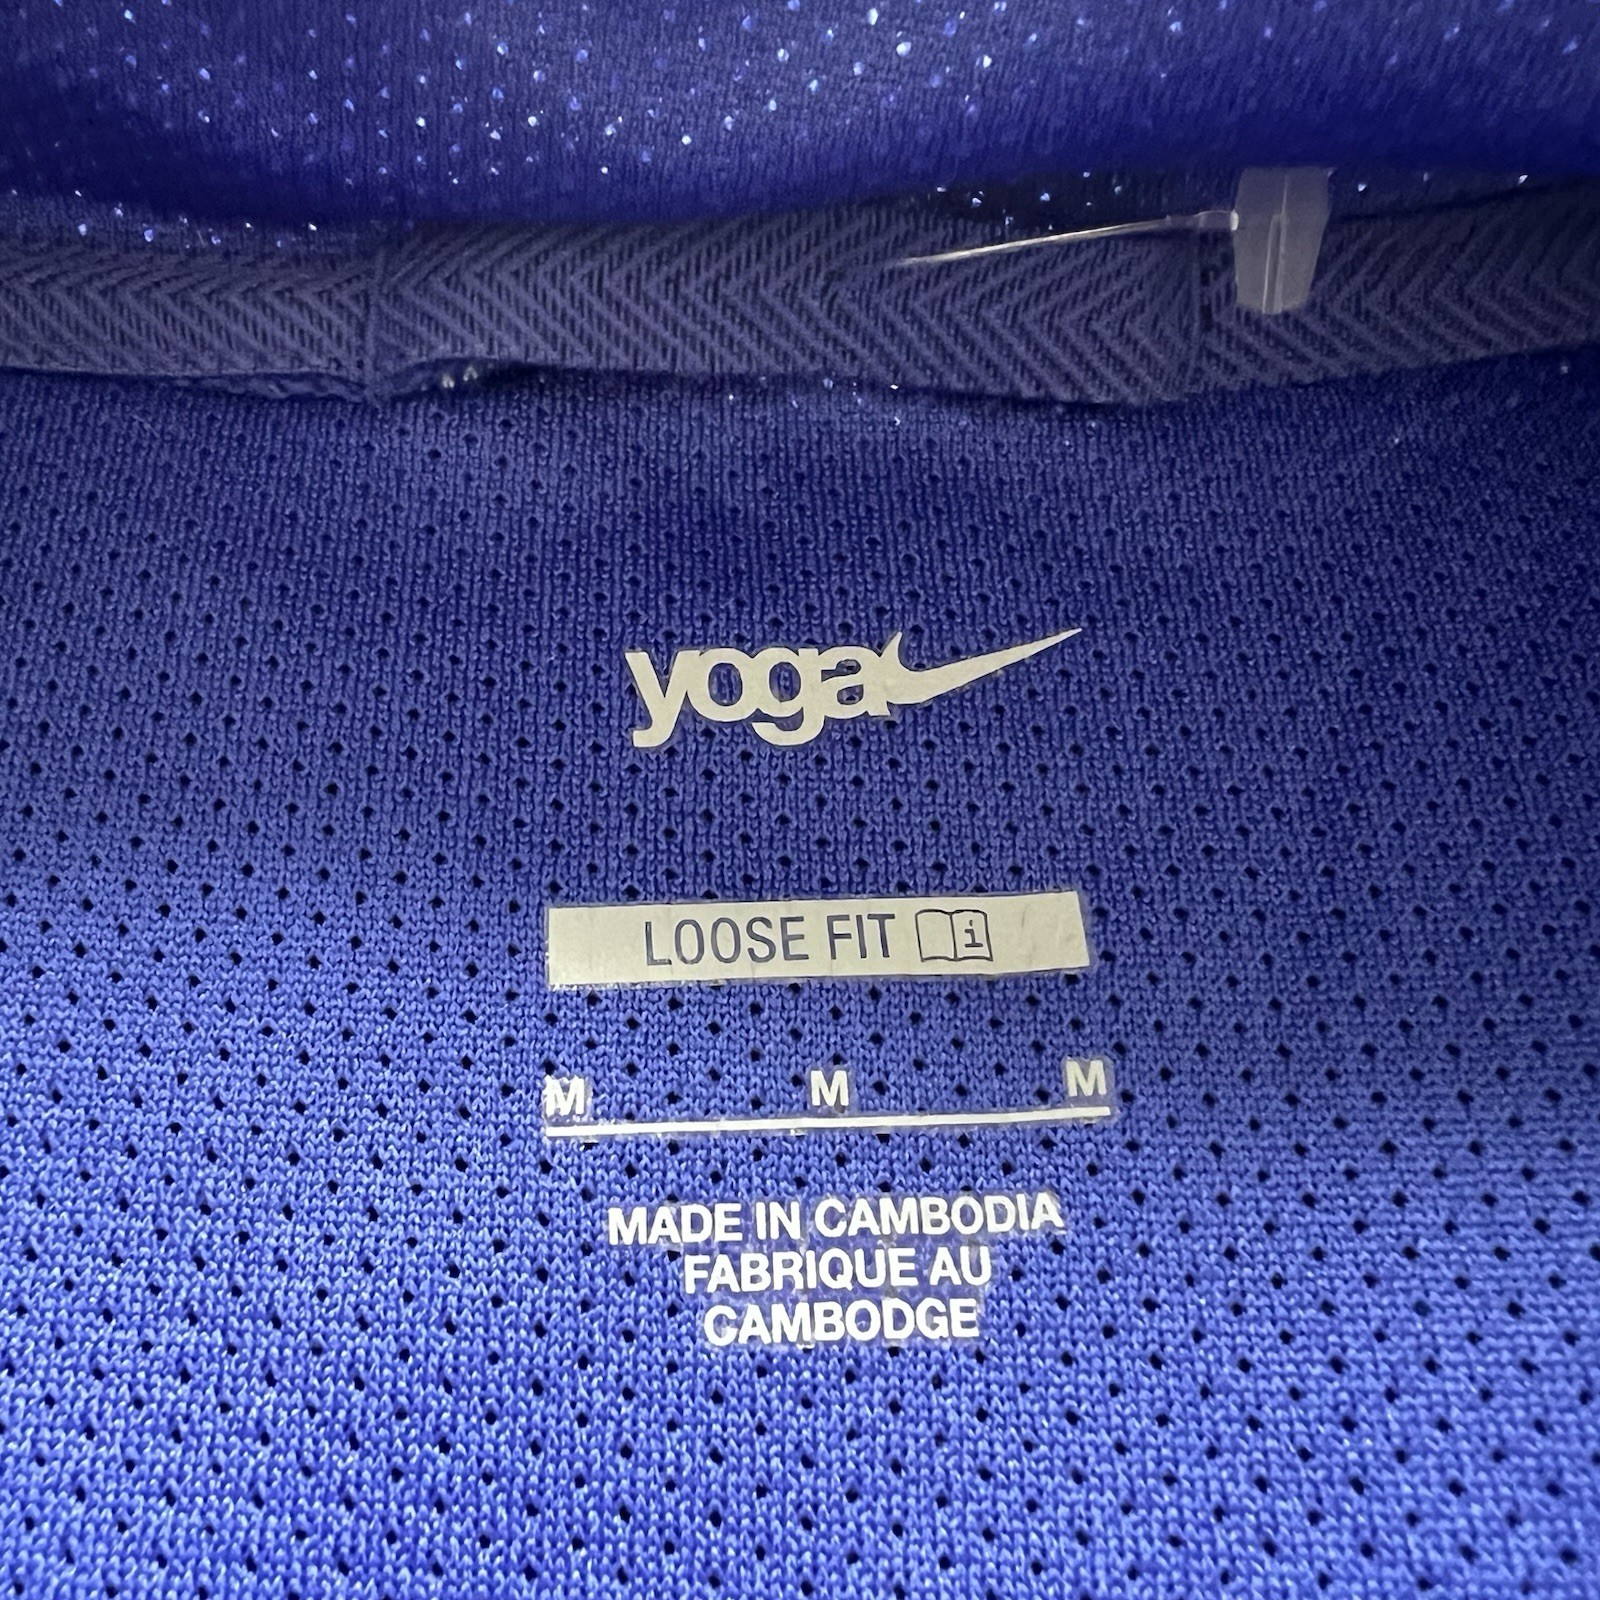 yoga
LOOSE FIT i
M M M
MADE IN CAMBODIA
FABRIQUE AU
CAMBODGE